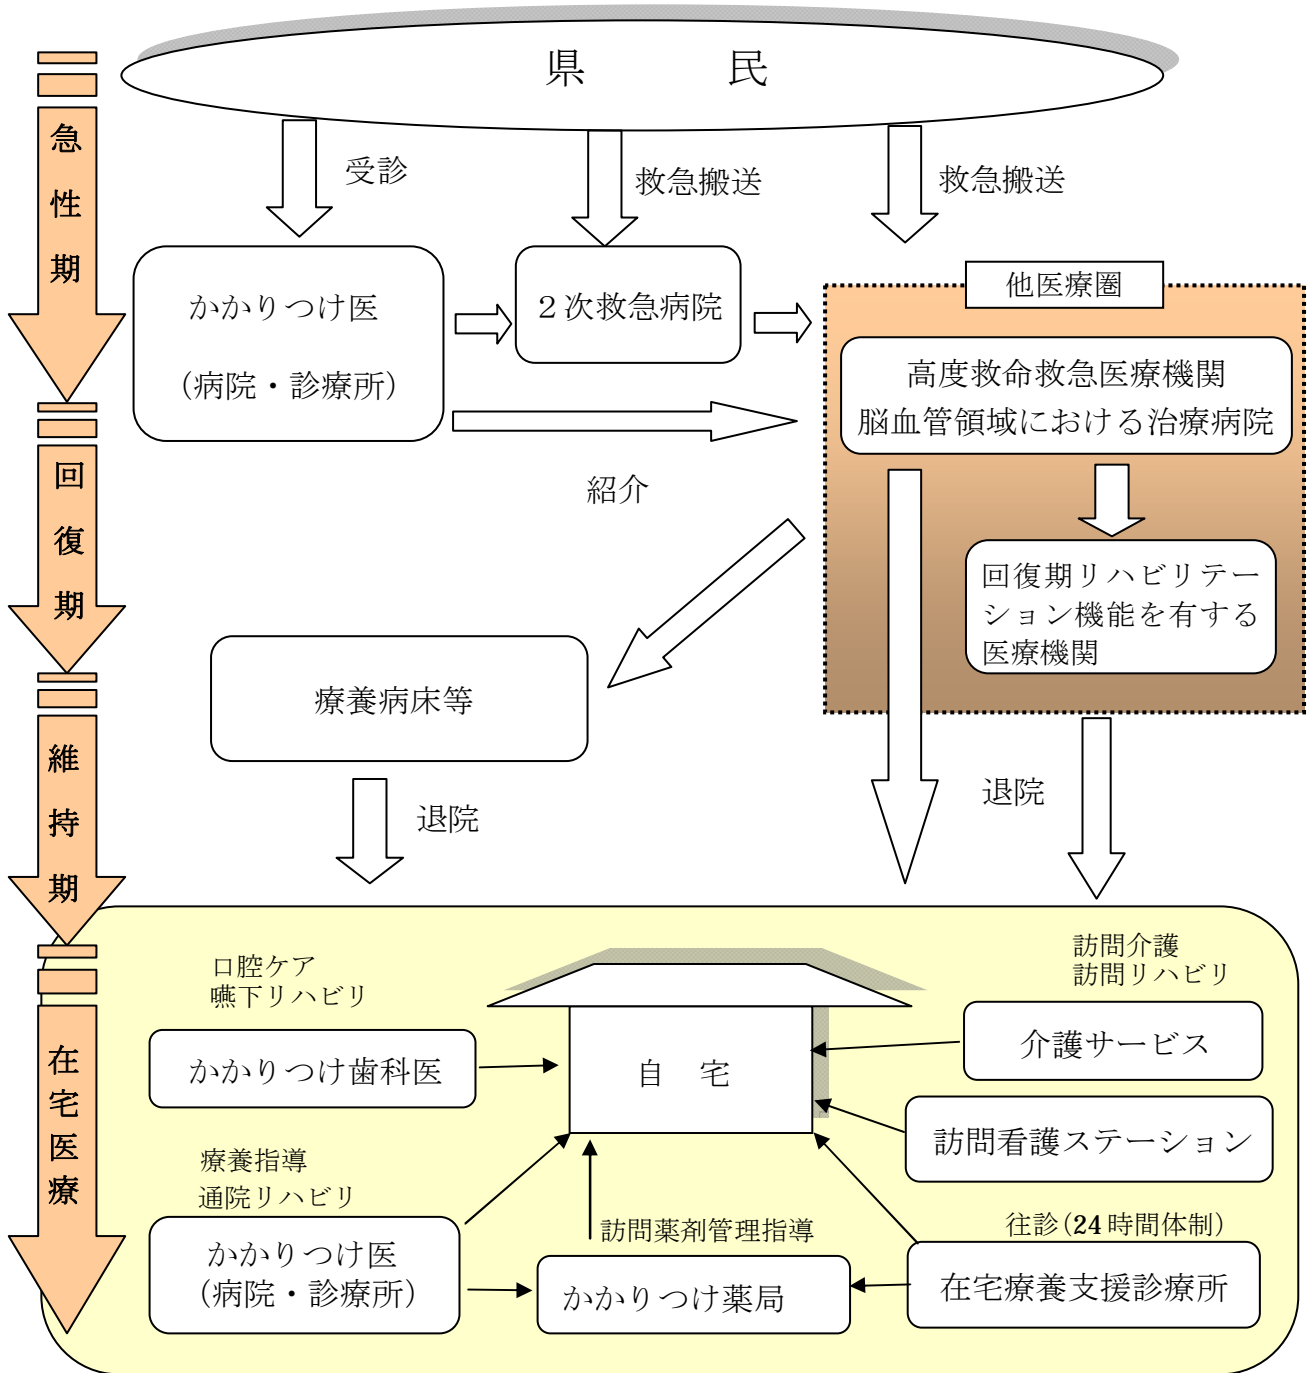 県　民
急性期
受診
救急搬送
救急搬送
かかりつけ医
（病院・診療所）
２次救急病院
他医療圏
高度救命救急医療機関
脳血管領域における治療病院
紹介
回復期
回復期リハビリテー
ション機能を有する
医療機関
療養病床等
維持期
退院
退院
在宅医療
口腔ケア
嚥下リハビリ
かかりつけ歯科医
自　宅
訪問介護
訪問リハビリ
介護サービス
訪問看護ステーション
療養指導
通院リハビリ
かかりつけ医
（病院・診療所）
訪問薬剤管理指導
かかりつけ薬局
往診（24時間体制）
在宅療養支援診療所